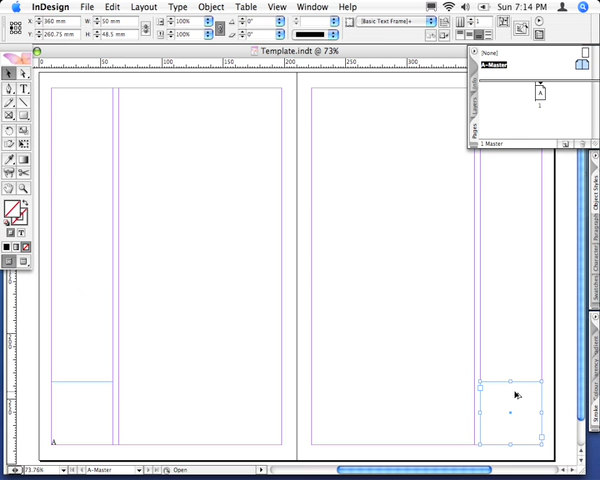 InDesign File Edit Layout Type Object Table View Window Help Sun 7:14 PM
X: 360 mm W: 50 mm 100% 0° [Basic Text Frame]+ 1
Y: 260.75 mm H: 48.5 mm 100% 0°
Template.indt @ 73%
0 50 100 150 200 250 300
[None]
A-Master
A
1
Info
Layers
Pages
1 Master
Object Styles
Paragraph
Character
Swatches
Stroke
A
73.76% A-Master Open